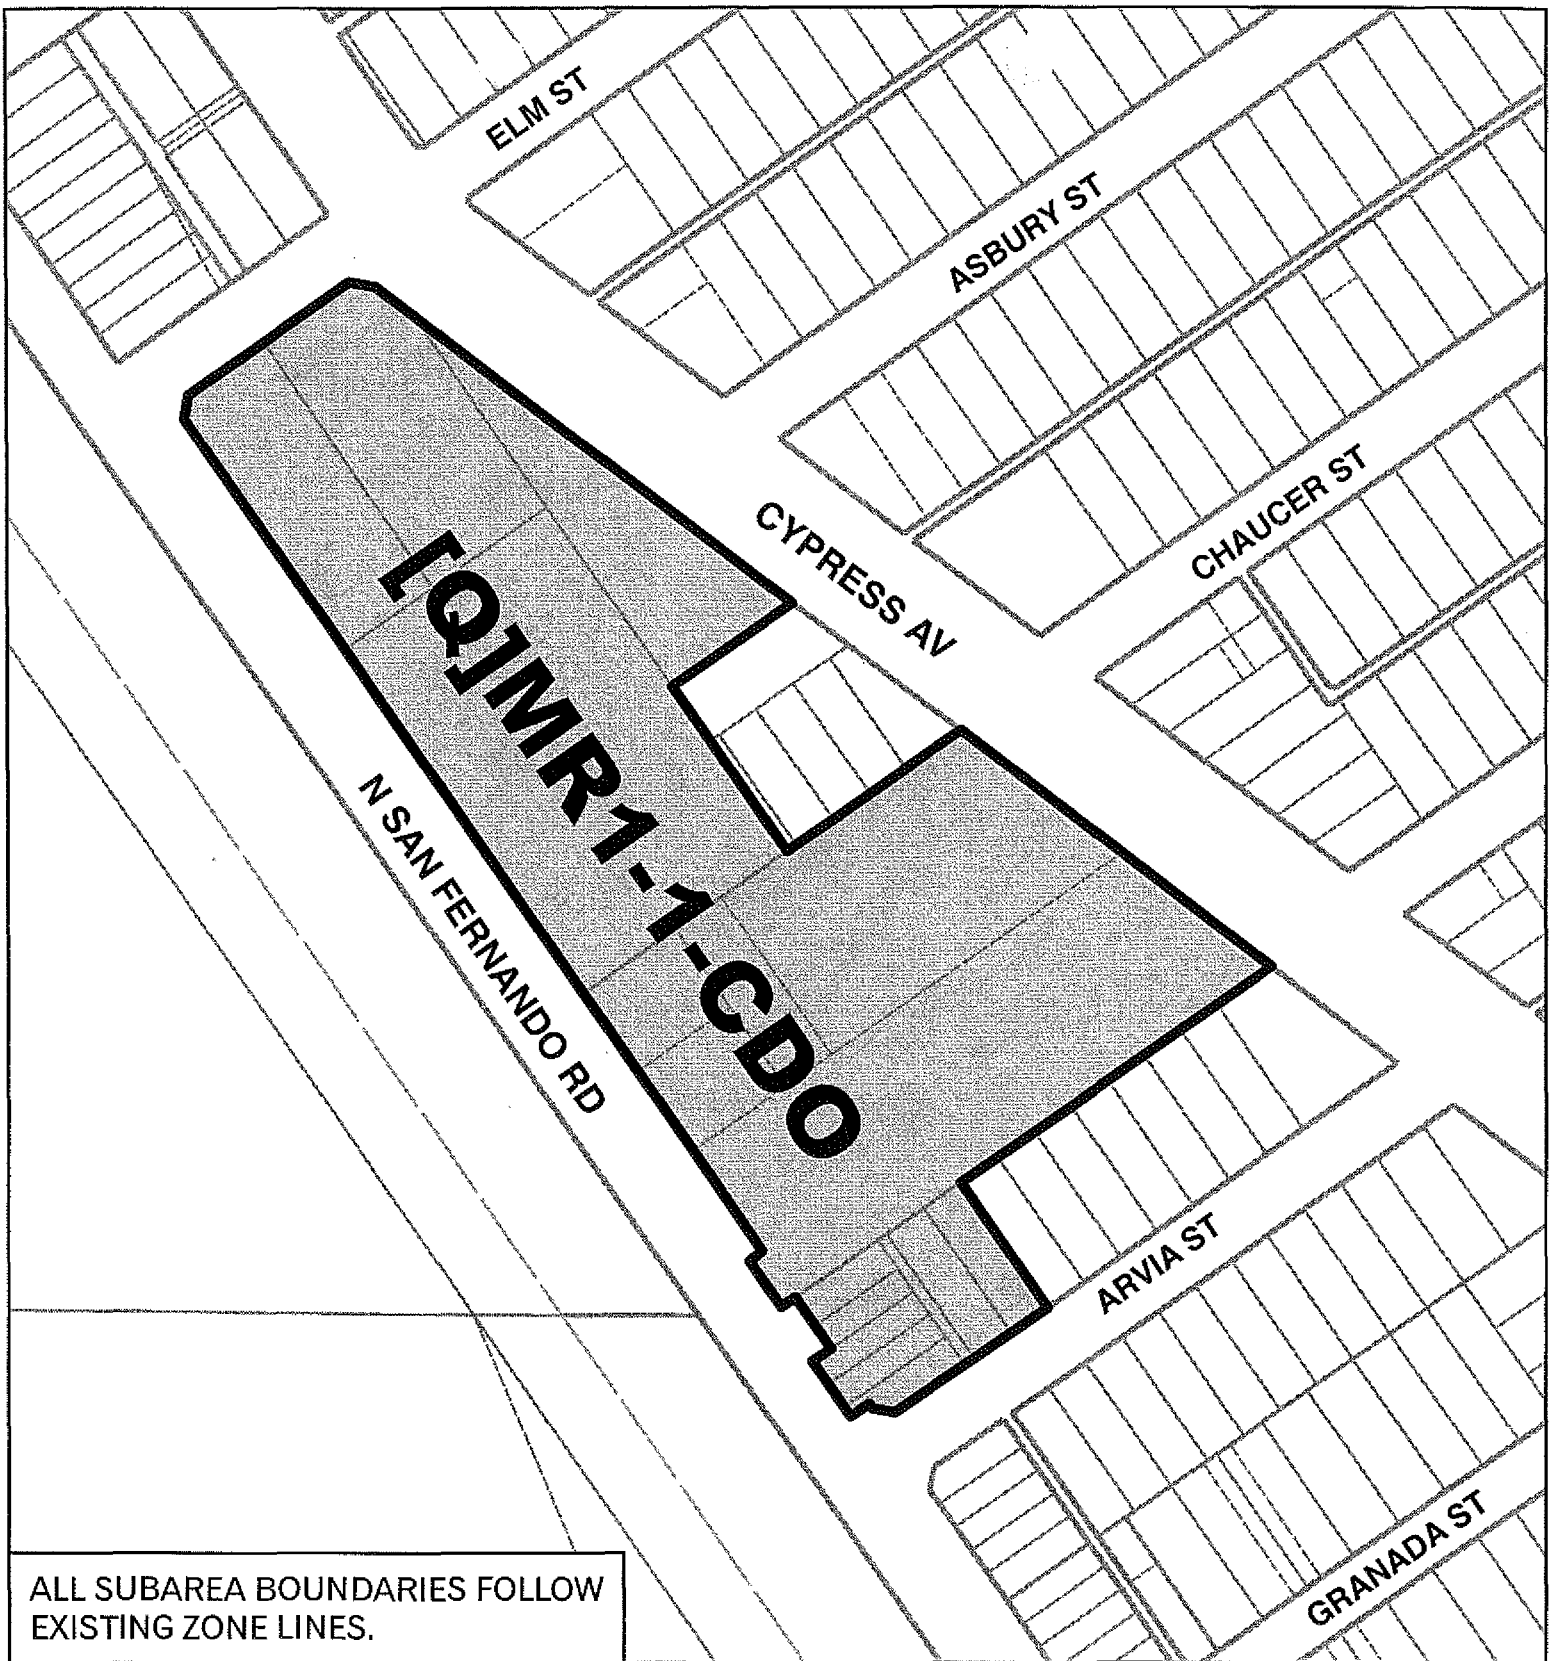 ELM ST
ASBURY ST
CHAUCER ST
CYPRESS AV
[Q]MR1-1-CDO
N SAN FERNANDO RD
ARVIA ST
GRANADA ST
ALL SUBAREA BOUNDARIES FOLLOW
EXISTING ZONE LINES.